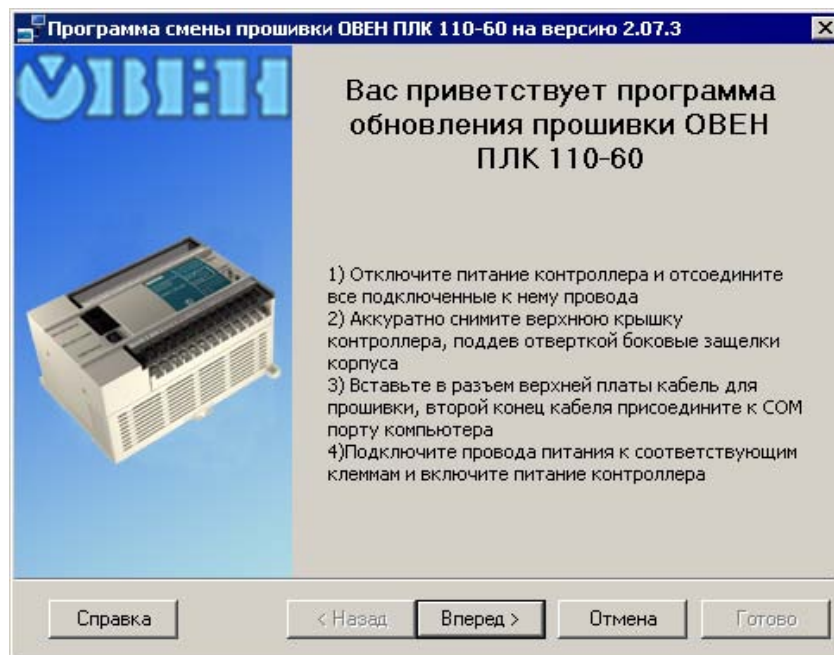 Программа смены прошивки ОВЕН ПЛК 110-60 на версию 2.07.3
ОВЕН
Вас приветствует программа
обновления прошивки ОВЕН
ПЛК 110-60
1) Отключите питание контроллера и отсоедините
все подключенные к нему провода
2) Аккуратно снимите верхнюю крышку
контроллера, поддев отверткой боковые защелки
корпуса
3) Вставьте в разъем верхней платы кабель для
прошивки, второй конец кабеля присоедините к COM
порту компьютера
4)Подключите провода питания к соответствующим
клеммам и включите питание контроллера
Справка
< Назад
Вперед >
Отмена
Готово